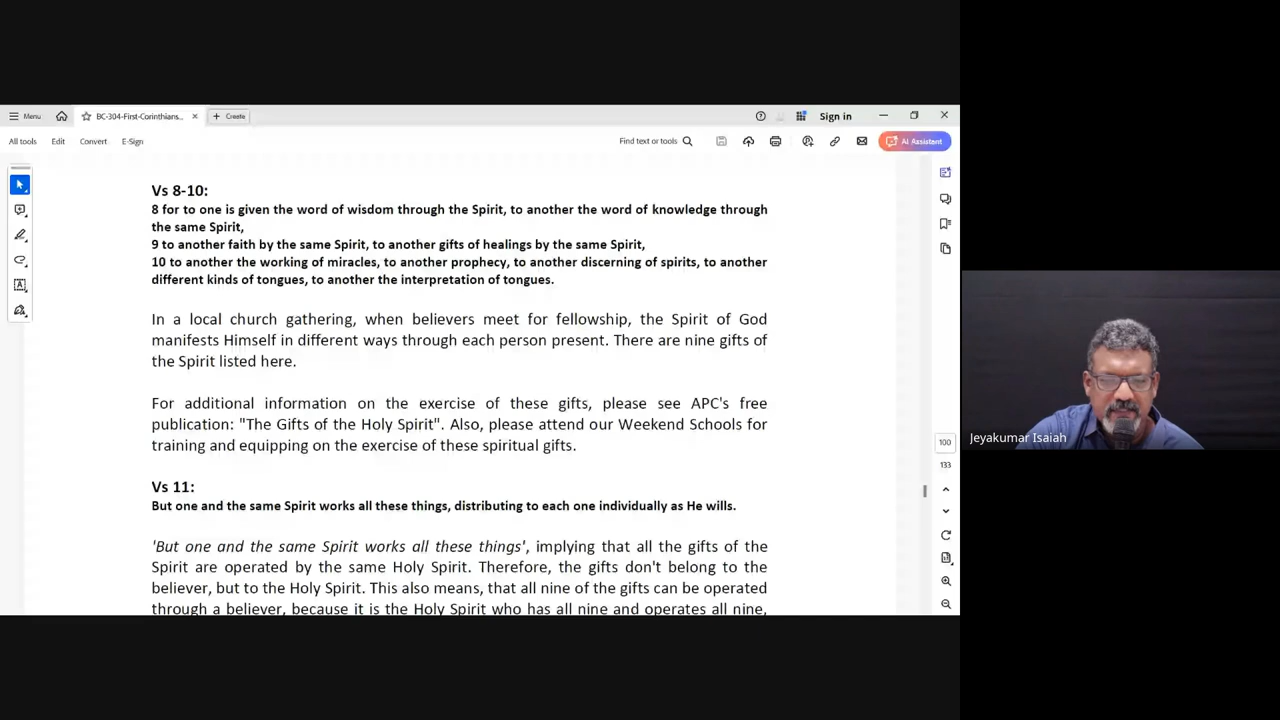 Menu
BC-304-First-Corinthians...
Create
Sign in
All tools
Edit
Convert
E-Sign
Find text or tools
AI Assistant
Vs 8-10:
8 for to one is given the word of wisdom through the Spirit, to another the word of knowledge through
the same Spirit,
9 to another faith by the same Spirit, to another gifts of healings by the same Spirit,
10 to another the working of miracles, to another prophecy, to another discerning of spirits, to another
different kinds of tongues, to another the interpretation of tongues.
In a local church gathering, when believers meet for fellowship, the Spirit of God
manifests Himself in different ways through each person present. There are nine gifts of
the Spirit listed here.
For additional information on the exercise of these gifts, please see APC's free
publication: "The Gifts of the Holy Spirit". Also, please attend our Weekend Schools for
training and equipping on the exercise of these spiritual gifts.
Vs 11:
But one and the same Spirit works all these things, distributing to each one individually as He wills.
'But one and the same Spirit works all these things', implying that all the gifts of the
Spirit are operated by the same Holy Spirit. Therefore, the gifts don't belong to the
believer, but to the Holy Spirit. This also means, that all nine of the gifts can be operated
through a believer, because it is the Holy Spirit who has all nine and operates all nine,
100
133
Jeyakumar Isaiah